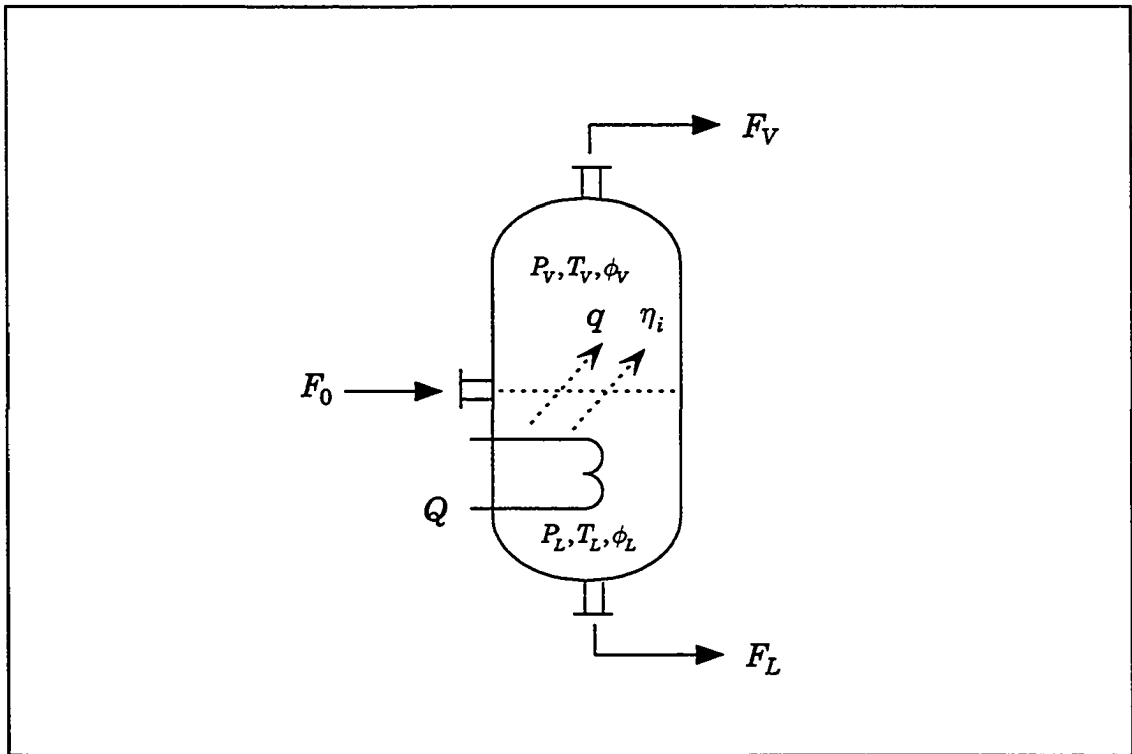 F_V
P_V, T_V, φ_V
q η_i
F_0
Q
P_L, T_L, φ_L
F_L